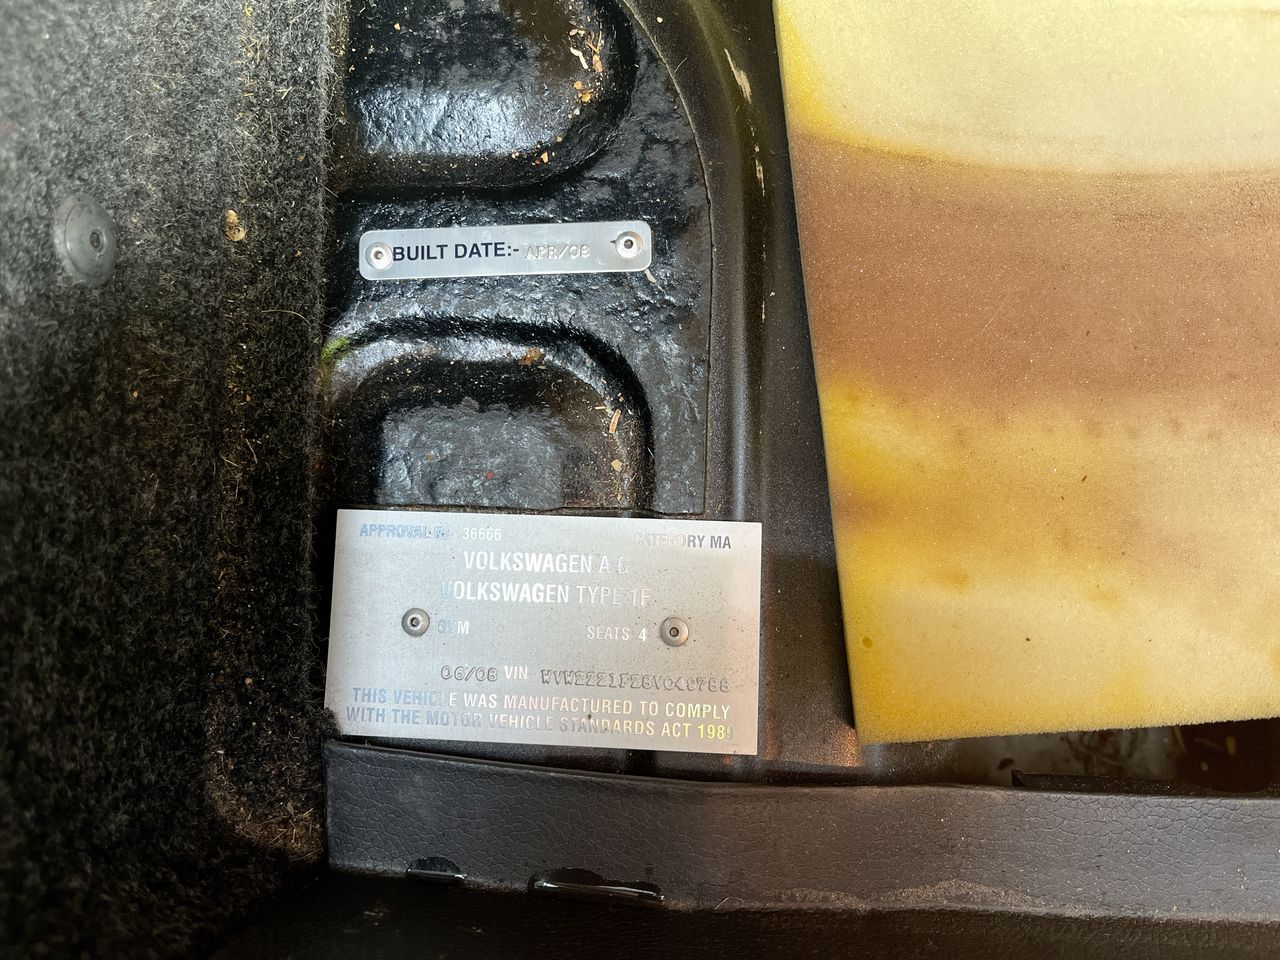 BUILT DATE:- APR/08
APPROVAL No 36666 CATEGORY MA
VOLKSWAGEN A G
VOLKSWAGEN TYPE 1F
SEATS 4
06/08 VIN WVWZZZ1FZ8V049786
THIS VEHICLE WAS MANUFACTURED TO COMPLY
WITH THE MOTOR VEHICLE STANDARDS ACT 1989